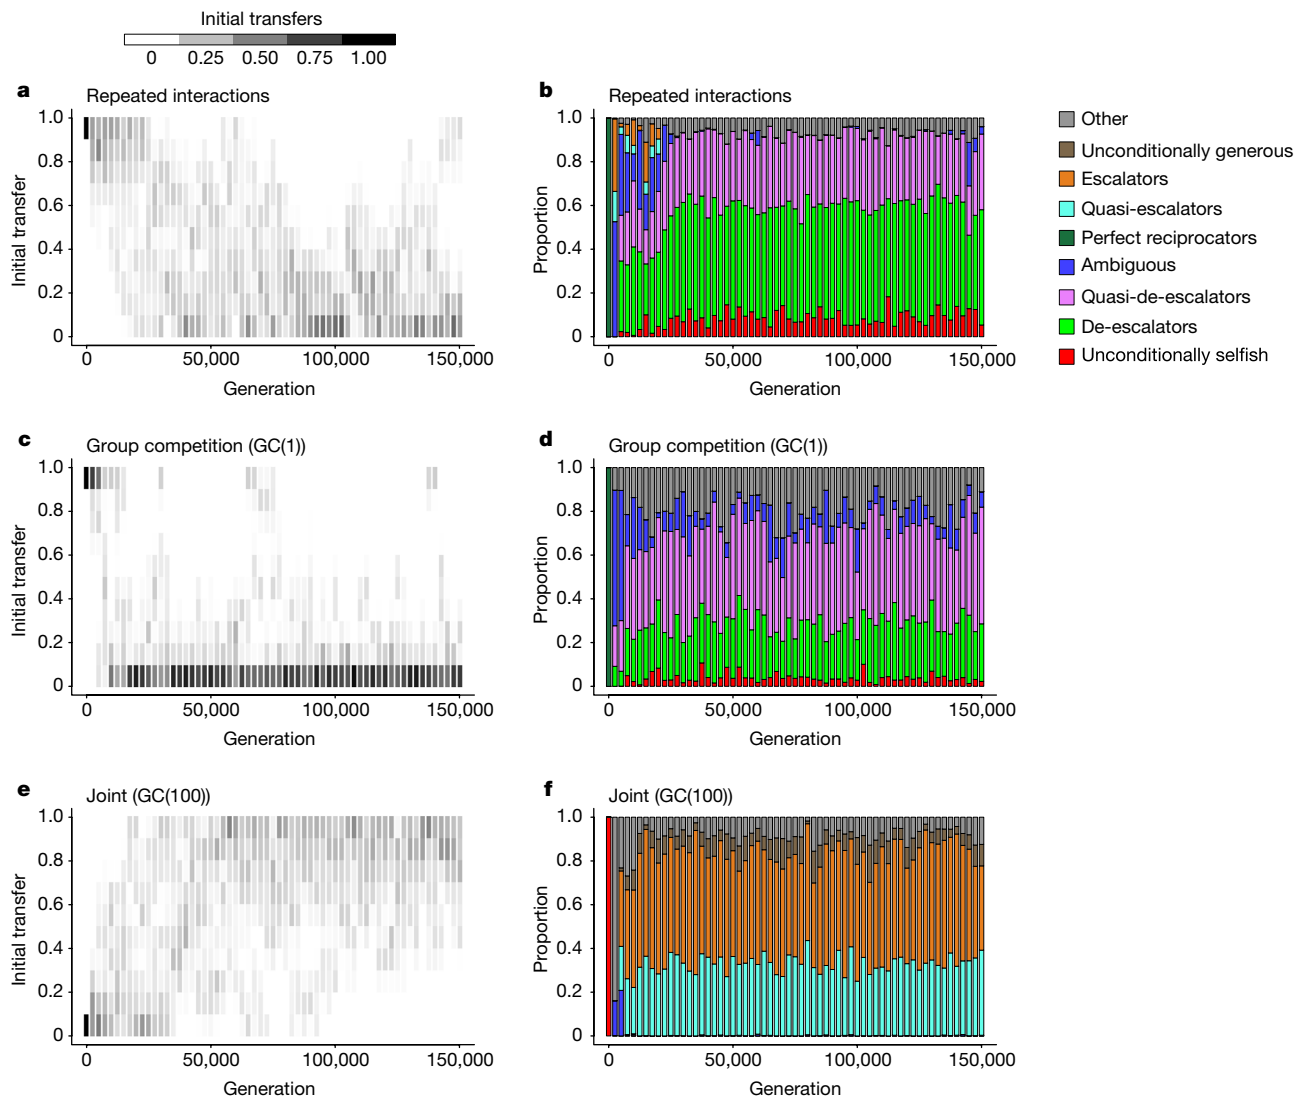 Initial transfers
0 0.25 0.50 0.75 1.00
a Repeated interactions
1.0
0.8
0.6
0.4
0.2
0
Initial transfer
0 50,000 100,000 150,000
Generation
b Repeated interactions
1.0
0.8
0.6
0.4
0.2
0
Proportion
0 50,000 100,000 150,000
Generation
Other
Unconditionally generous
Escalators
Quasi-escalators
Perfect reciprocators
Ambiguous
Quasi-de-escalators
De-escalators
Unconditionally selfish
c Group competition (GC(1))
1.0
0.8
0.6
0.4
0.2
0
Initial transfer
0 50,000 100,000 150,000
Generation
d Group competition (GC(1))
1.0
0.8
0.6
0.4
0.2
0
Proportion
0 50,000 100,000 150,000
Generation
e Joint (GC(100))
1.0
0.8
0.6
0.4
0.2
0
Initial transfer
0 50,000 100,000 150,000
Generation
f Joint (GC(100))
1.0
0.8
0.6
0.4
0.2
0
Proportion
0 50,000 100,000 150,000
Generation